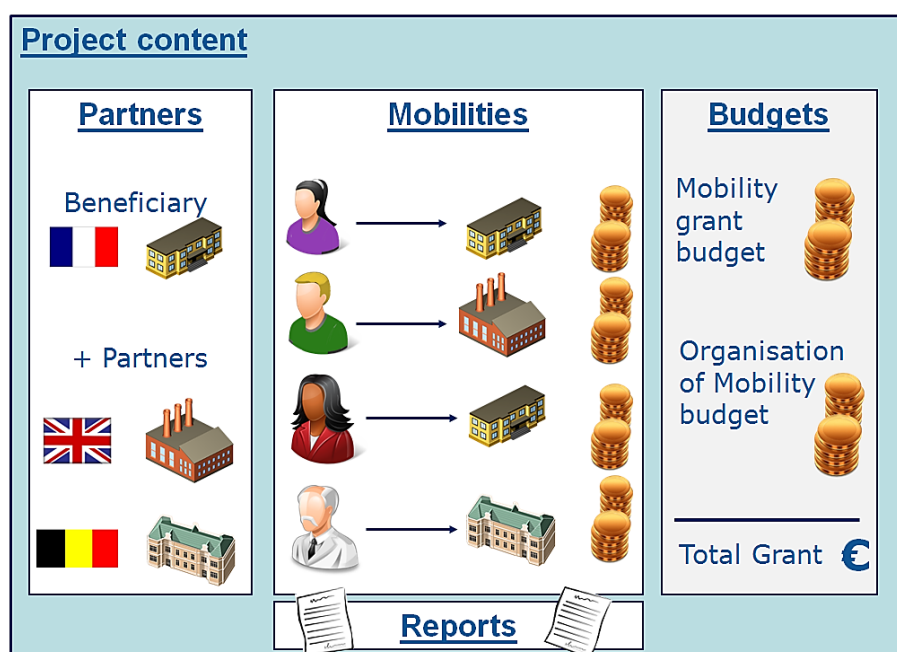 Project content
Partners
Beneficiary
+ Partners
Mobilities
Budgets
Mobility
grant
budget
Organisation
of Mobility
budget
Total Grant €
Reports